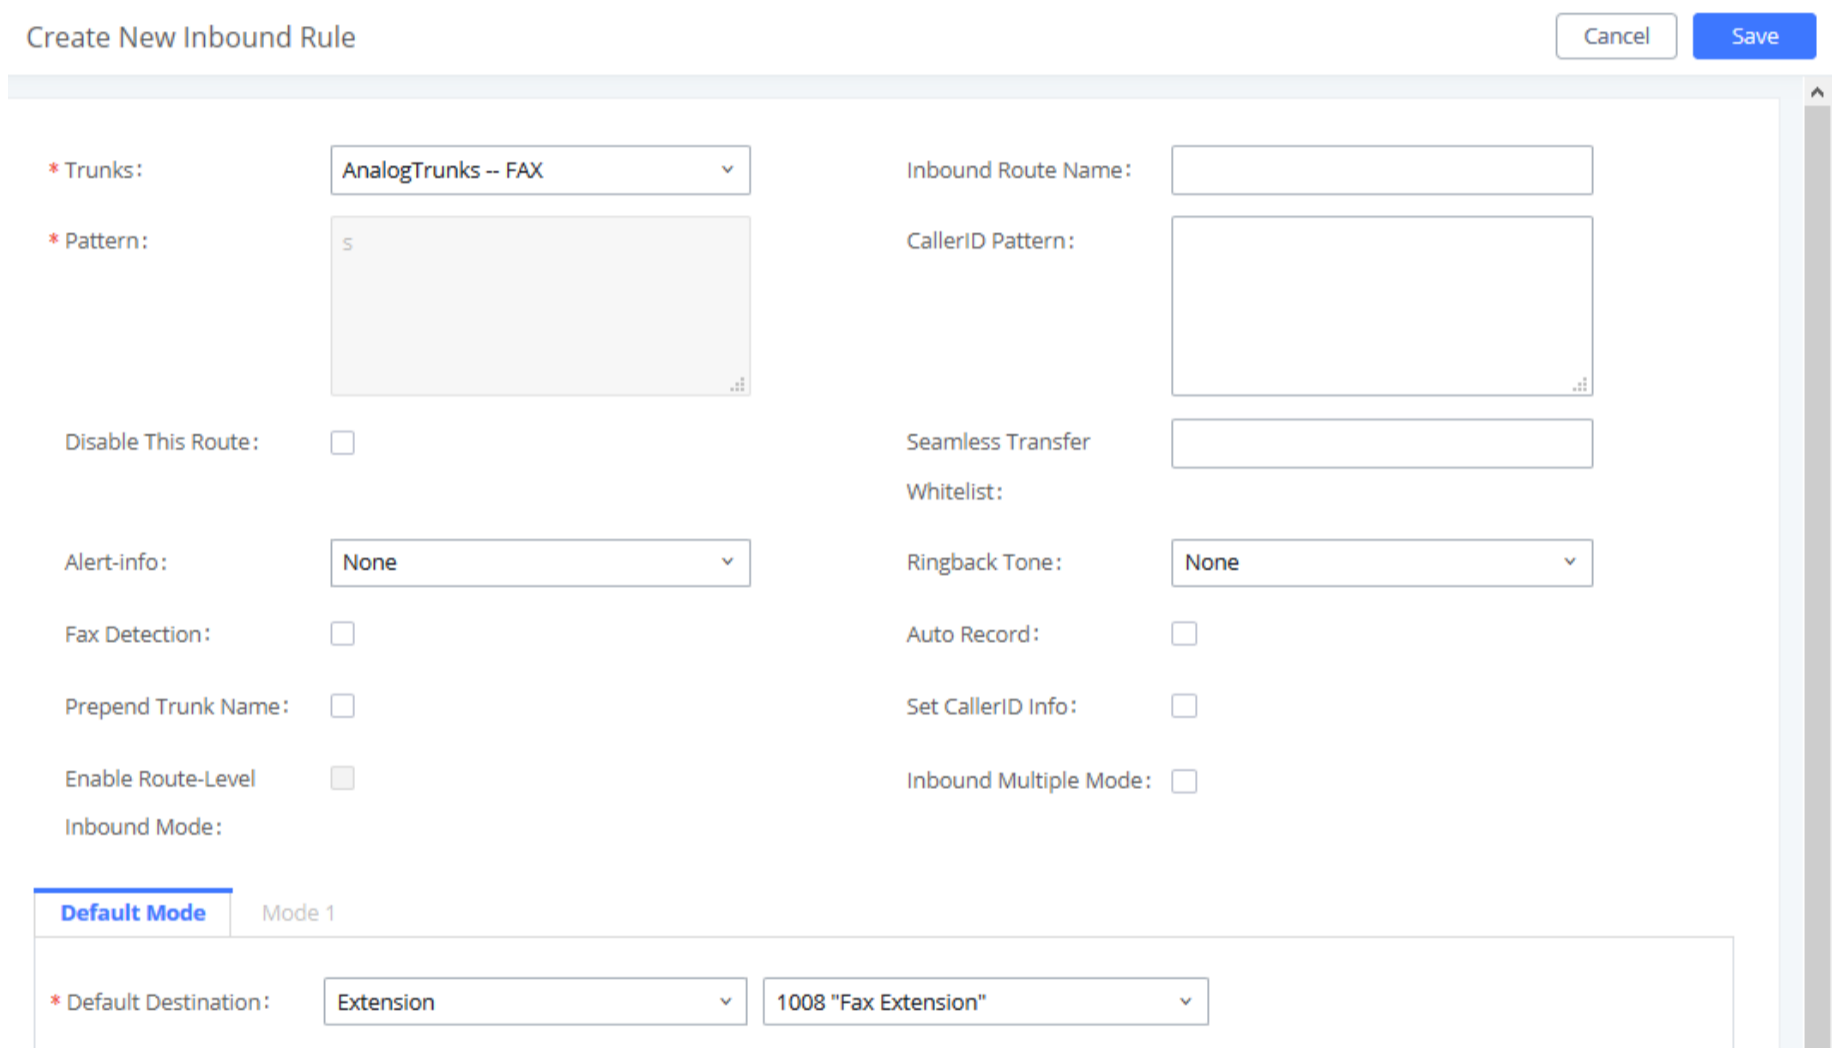 Create New Inbound Rule
Cancel
Save
* Trunks:
AnalogTrunks -- FAX
Inbound Route Name:
* Pattern:
s
CallerID Pattern:
Disable This Route:
Seamless Transfer
Whitelist:
Alert-info:
None
Ringback Tone:
None
Fax Detection:
Auto Record:
Prepend Trunk Name:
Set CallerID Info:
Enable Route-Level
Inbound Mode:
Inbound Multiple Mode:
Default Mode
Mode 1
* Default Destination:
Extension
1008 "Fax Extension"